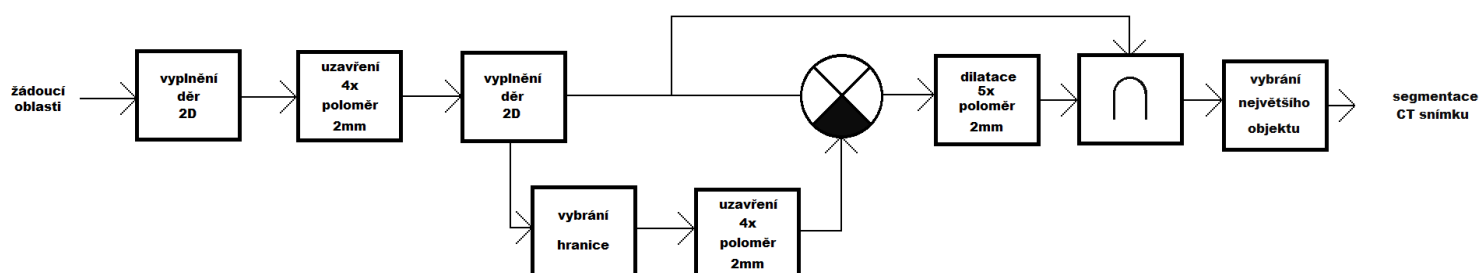 žádoucí
oblasti
vyplnění
děr
2D
uzavření
4x
poloměr
2mm
vyplnění
děr
2D
vybrání
hranice
uzavření
4x
poloměr
2mm
dilatace
5x
poloměr
2mm
∩
vybrání
největšího
objektu
segmentace
CT snímku